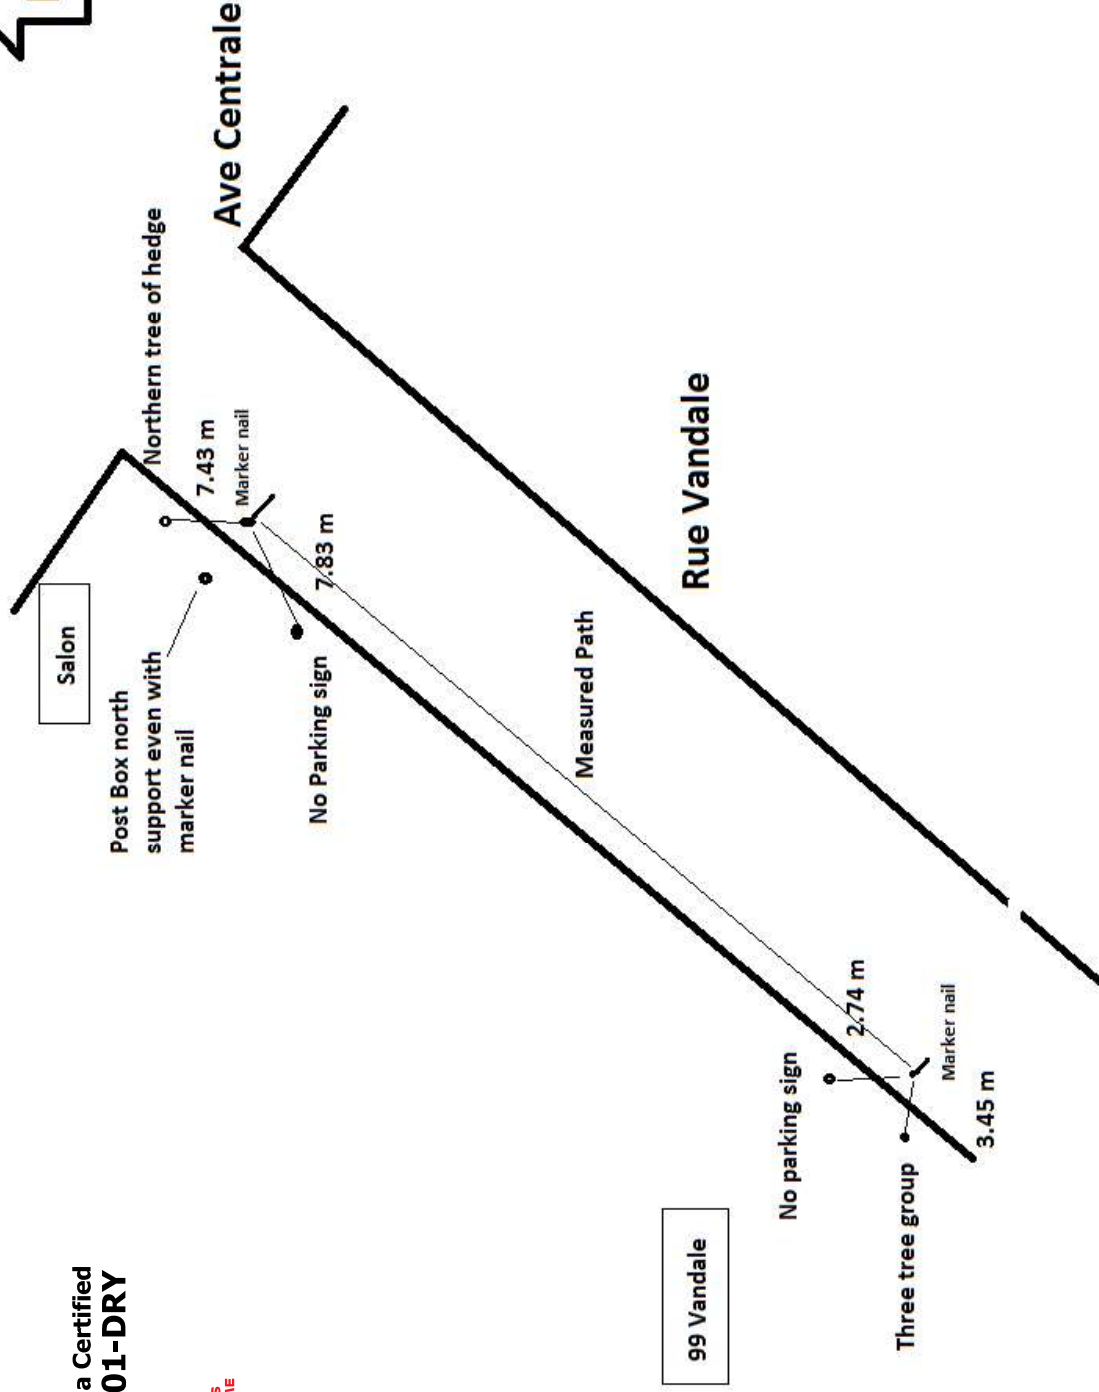 a Certified
01-DRY
Salon
Post Box north
support even with
marker nail
Northern tree of hedge
7.43 m
Ave Centrale
Marker nail
No Parking sign
7.83 m
Measured Path
Rue Vandale
99 Vandale
No parking sign
2.74 m
Three tree group
Marker nail
3.45 m